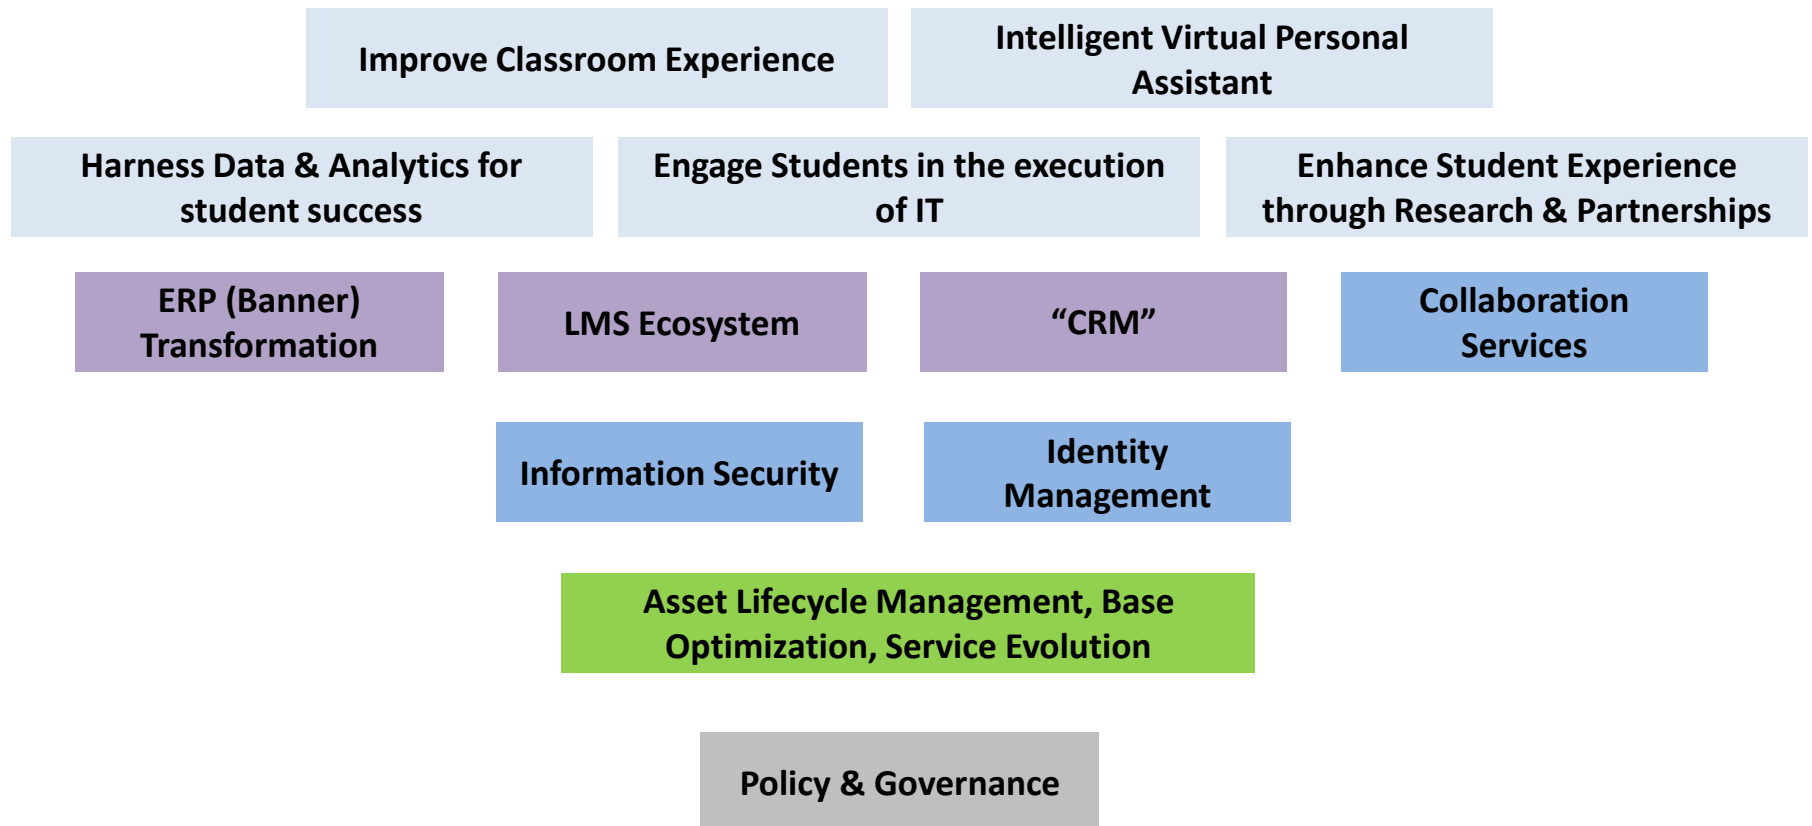 Improve Classroom Experience
Intelligent Virtual Personal
Assistant
Harness Data & Analytics for
student success
Engage Students in the execution
of IT
Enhance Student Experience
through Research & Partnerships
ERP (Banner)
Transformation
LMS Ecosystem
“CRM”
Collaboration
Services
Information Security
Identity
Management
Asset Lifecycle Management, Base
Optimization, Service Evolution
Policy & Governance